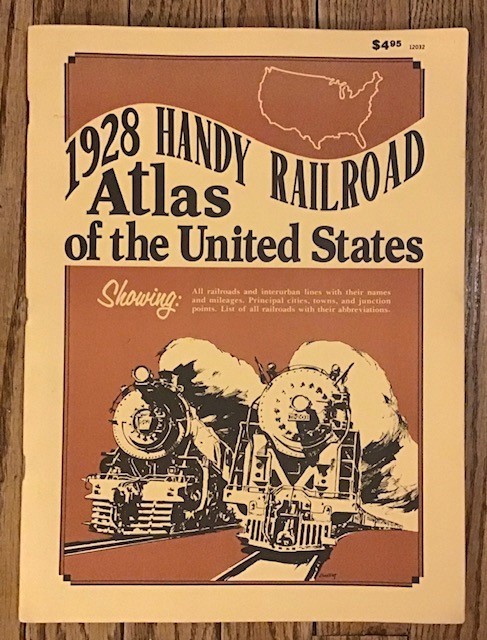 $4.95 12032
1928 HANDY RAILROAD
Atlas
of the United States
Showing:
All railroads and interurban lines with their names
and mileages. Principal cities, towns, and junction
points. List of all railroads with their abbreviations.